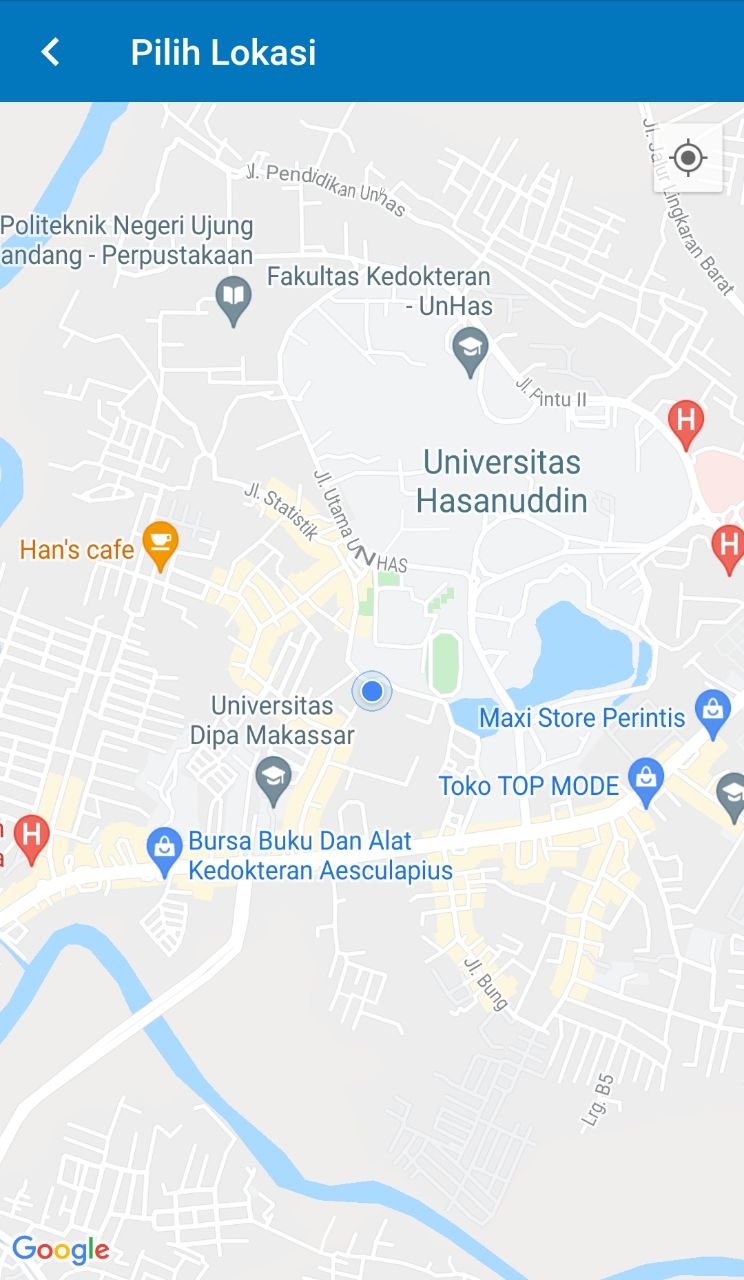 Pilih Lokasi
Jl. Jalur Lingkaran Barat
Jl. Pendidikan Unhas
Politeknik Negeri Ujung
andang - Perpustakaan
Fakultas Kedokteran
- UnHas
Jl. Pintu II
H
Universitas
Hasanuddin
Jl. Statistik
Jl. Utama UNHAS
Han's cafe
H
Universitas
Dipa Makassar
Maxi Store Perintis
Toko TOP MODE
H
a
Bursa Buku Dan Alat
Kedokteran Aesculapius
Jl. Bung
Lrg. B5
Google